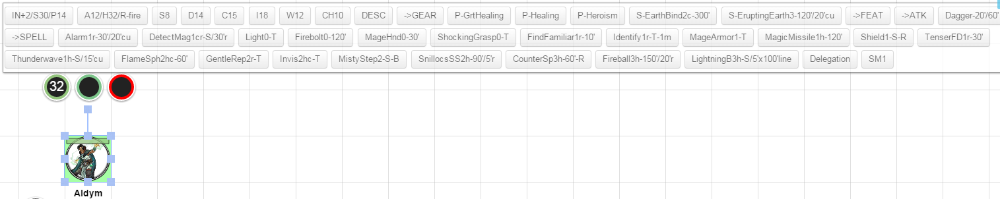 IN+2/S30/P14 A12/H32/R-fire S8 D14 C15 I18 W12 CH10 DESC ->GEAR P-GrtHealing P-Healing P-Heroism S-EarthBind2c-300' S-EruptingEarth3-120'/20'cu ->FEAT ->ATK Dagger-20'/60'
->SPELL Alarm1r-30'/20'cu DetectMag1cr-S/30'r Light0-T Firebolt0-120' MageHnd0-30' ShockingGrasp0-T FindFamiliar1r-10' Identify1r-T-1m MageArmor1-T MagicMissile1h-120' Shield1-S-R TenserFD1r-30'
Thunderwave1h-S/15'cu FlameSph2hc-60' GentleRep2r-T Invis2hc-T MistyStep2-S-B SnillocsSS2h-90'/5'r CounterSp3h-60'-R Fireball3h-150'/20'r LightningB3h-S/5'x100'line Delegation SM1
32
Aldym